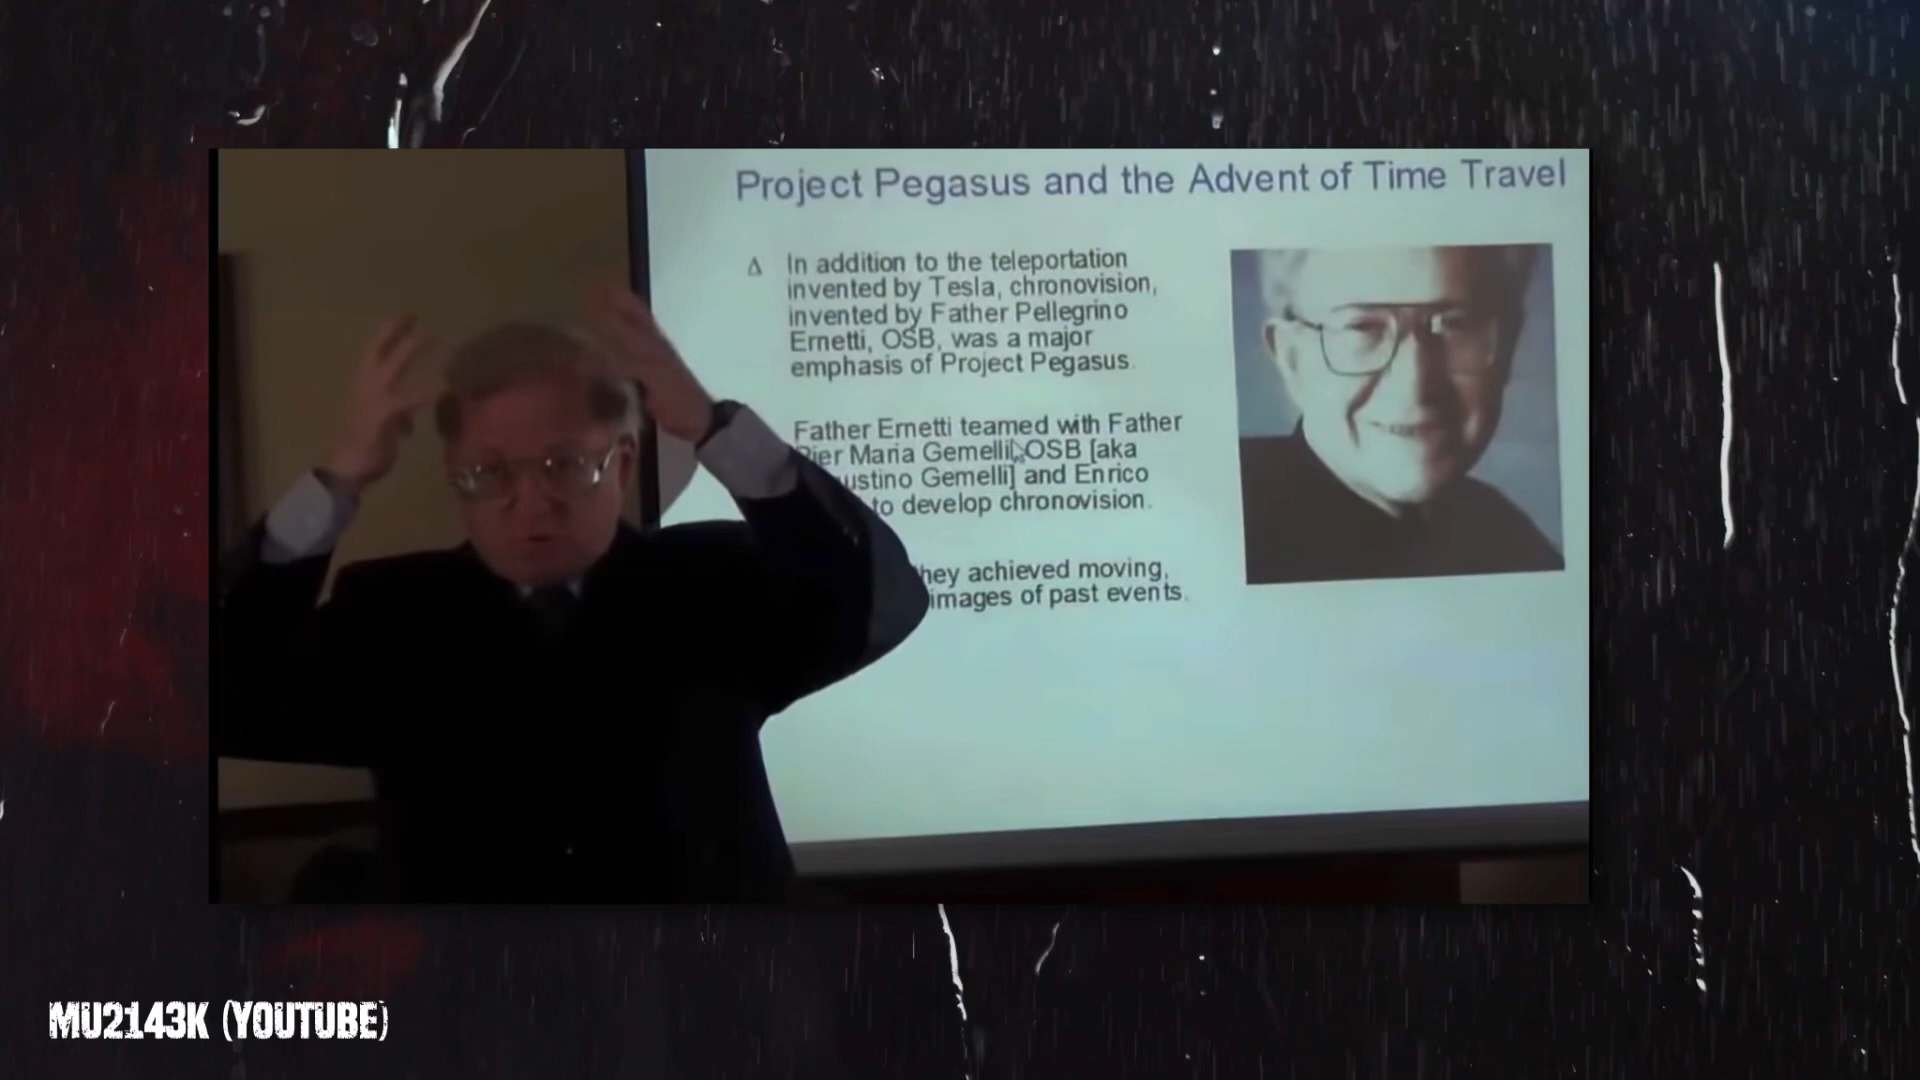 Project Pegasus and the Advent of Time Travel
Δ In addition to the teleportation
invented by Tesla, chronovision,
invented by Father Pellegrino
Ernetti, OSB, was a major
emphasis of Project Pegasus.
Father Ernetti teamed with Father
Pier Maria Gemelli, OSB [aka
Gemelli] and Enrico
to develop chronovision.
achieved moving,
images of past events.
MU2143K (YOUTUBE)